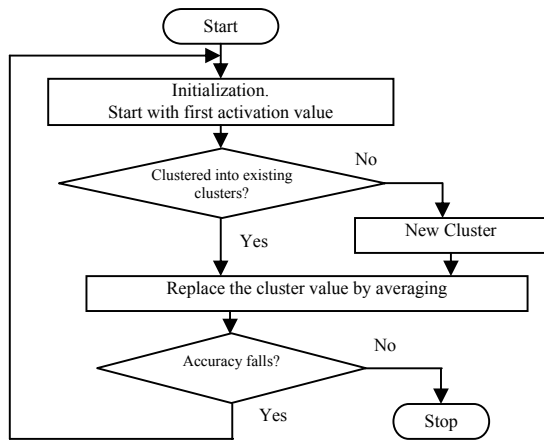 Start
Initialization.
Start with first activation value
Clustered into existing
clusters?
No
Yes
New Cluster
Replace the cluster value by averaging
Accuracy falls?
No
Yes
Stop